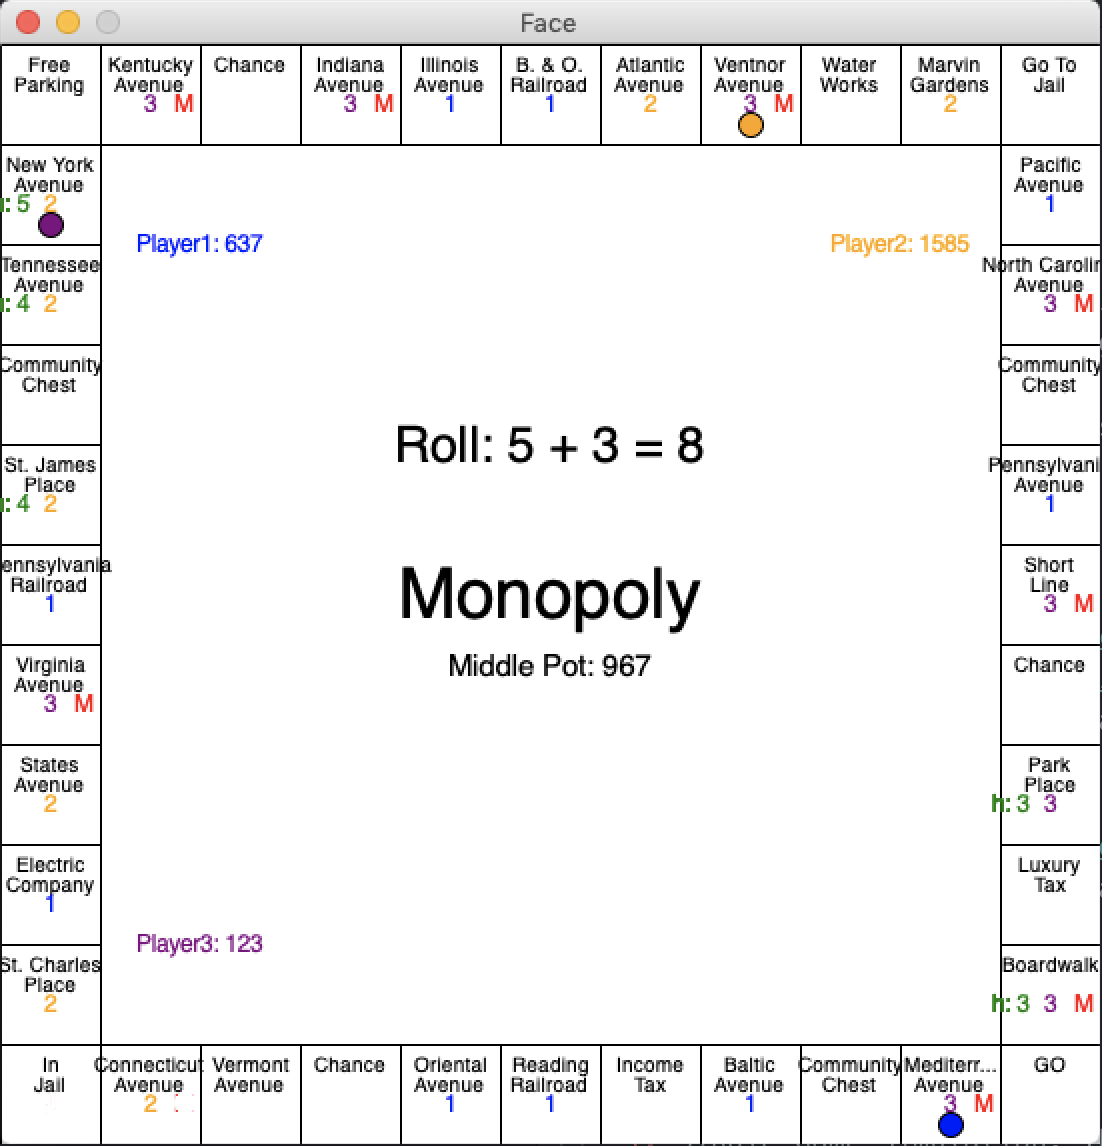 Face
Free
Parking
Kentucky
Avenue
3 M
Chance
Indiana
Avenue
3 M
Illinois
Avenue
1
B. & O.
Railroad
1
Atlantic
Avenue
2
Ventnor
Avenue
3 M
Water
Works
Marvin
Gardens
2
Go To
Jail
New York
Avenue
: 5 2
Pacific
Avenue
1
Player1: 637
Player2: 1585
Tennessee
Avenue
: 4 2
North Carolin
Avenue
3 M
Community
Chest
Community
Chest
Roll: 5 + 3 = 8
St. James
Place
: 4 2
Pennsylvani
Avenue
1
Monopoly
ennsylvania
Railroad
1
Short
Line
3 M
Middle Pot: 967
Virginia
Avenue
3 M
Chance
States
Avenue
2
Park
Place
h: 3 3
Electric
Company
1
Luxury
Tax
Player3: 123
St. Charles
Place
2
Boardwalk
h: 3 3 M
In
Jail
Connecticut
Avenue
2
Vermont
Avenue
Chance
Oriental
Avenue
1
Reading
Railroad
1
Income
Tax
Baltic
Avenue
1
Community
Chest
Mediterr...
Avenue
3 M
GO